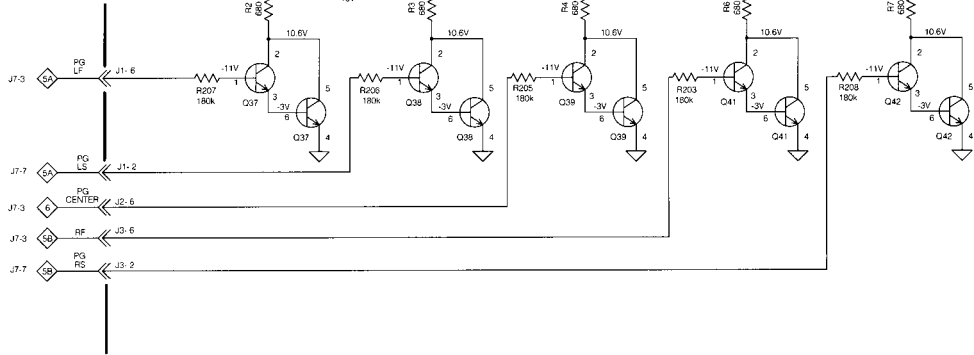 R2 680
R3 680
R4 680
R6 680
R7 680
10.6V
10.6V
10.6V
10.6V
10.6V
2
2
2
2
2
J7-3 5A PG LF J1-6
R207 180k
-11V
1
Q37
3
-3V
6
5
Q37
4
R206 180k
-11V
1
Q38
3
-3V
6
5
Q38
4
R205 180k
-11V
1
Q39
3
-3V
6
5
Q39
4
R203 180k
-11V
1
Q41
3
-3V
6
5
Q41
4
R208 180k
-11V
1
Q42
3
-3V
6
5
Q42
4
J7-7 5A PG LS J1-2
J7-3 6 PG CENTER J2-6
J7-3 5B RF J3-6
J7-7 5B PG RS J3-2